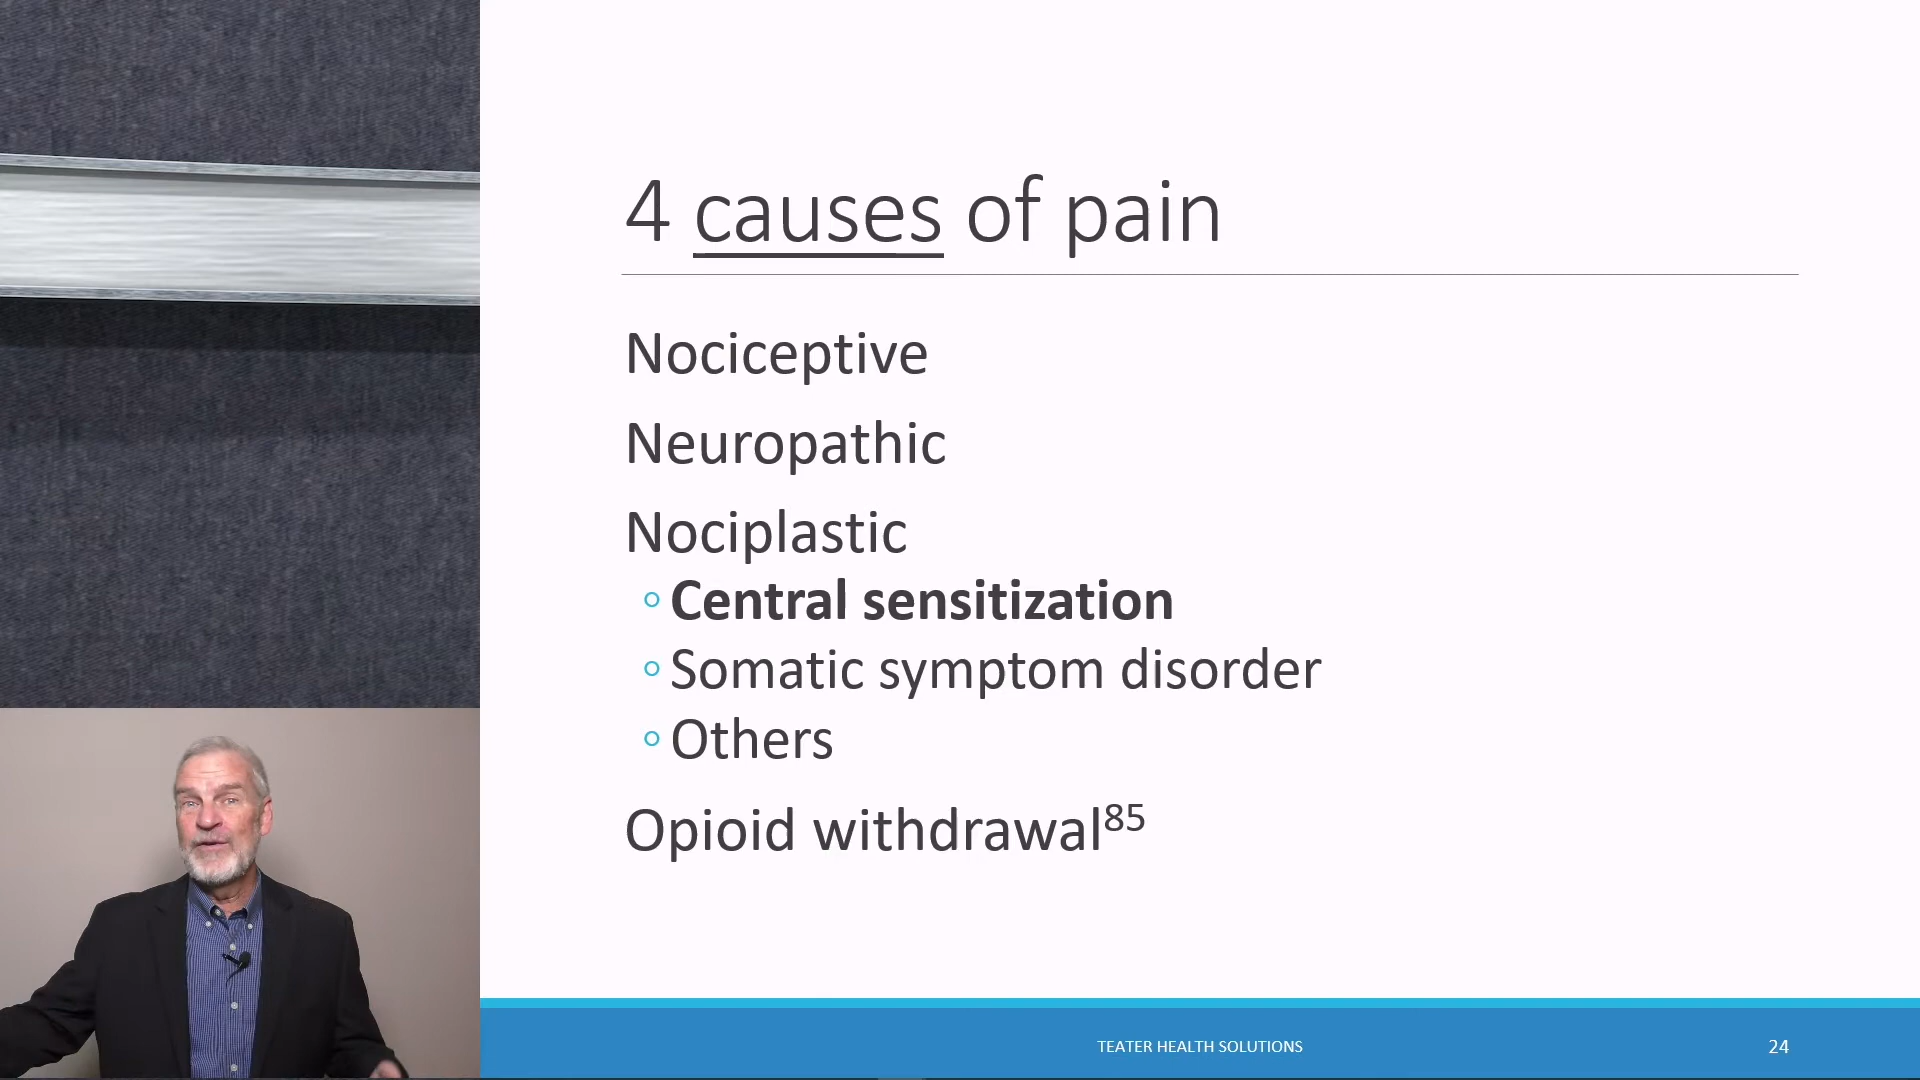 4 causes of pain
Nociceptive
Neuropathic
Nociplastic
◦Central sensitization
◦Somatic symptom disorder
◦Others
Opioid withdrawal⁸⁵
TEATER HEALTH SOLUTIONS
24